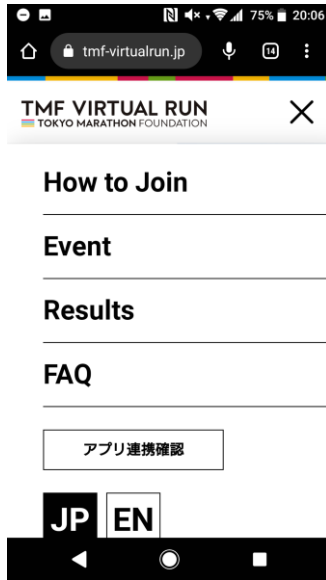 75% 20:06
tmf-virtualrun.jp 14
TMF VIRTUAL RUN
TOKYO MARATHON FOUNDATION
How to Join
Event
Results
FAQ
アプリ連携確認
JP EN